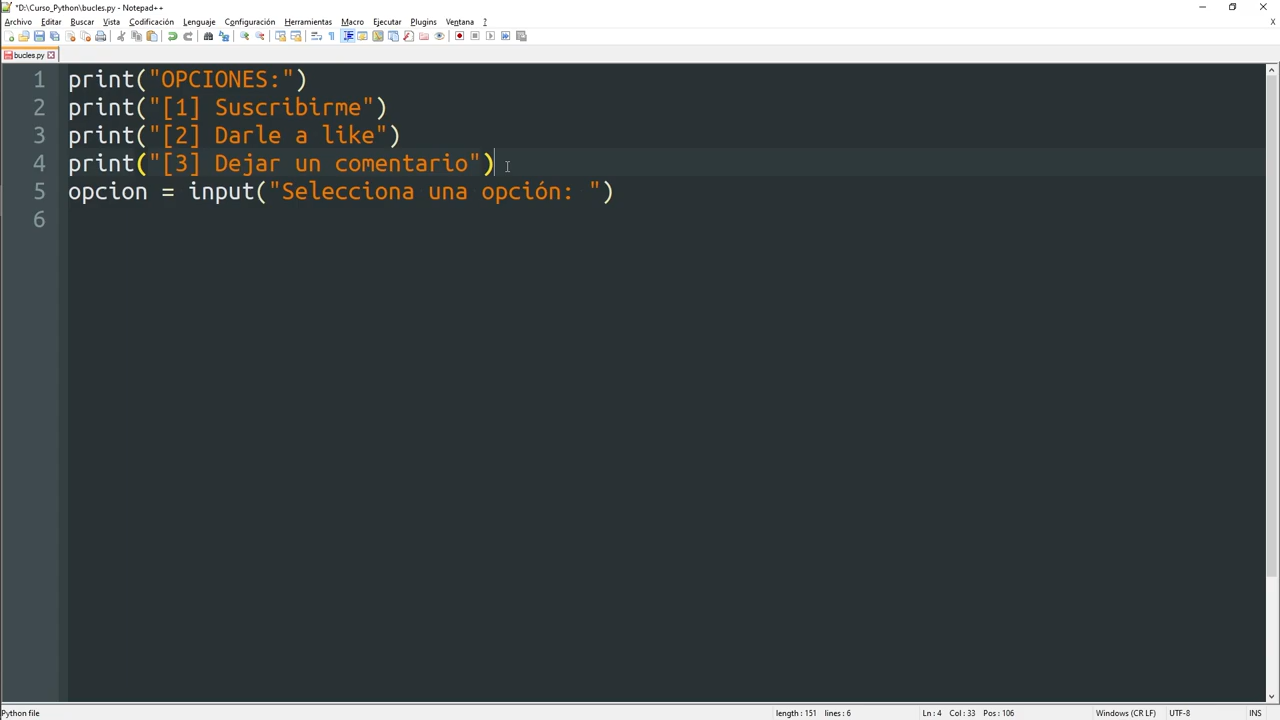 *D:\Curso_Python\bucles.py - Notepad++
Archivo Editar Buscar Vista Codificación Lenguaje Configuración Herramientas Macro Ejecutar Plugins Ventana ?
X
bucles.py
1 print("OPCIONES:")
2 print("[1] Suscribirme")
3 print("[2] Darle a like")
4 print("[3] Dejar un comentario")
5 opcion = input("Selecciona una opción: ")
6
Python file length : 151 lines : 6 Ln : 4 Col : 33 Pos : 106 Windows (CR LF) UTF-8 INS